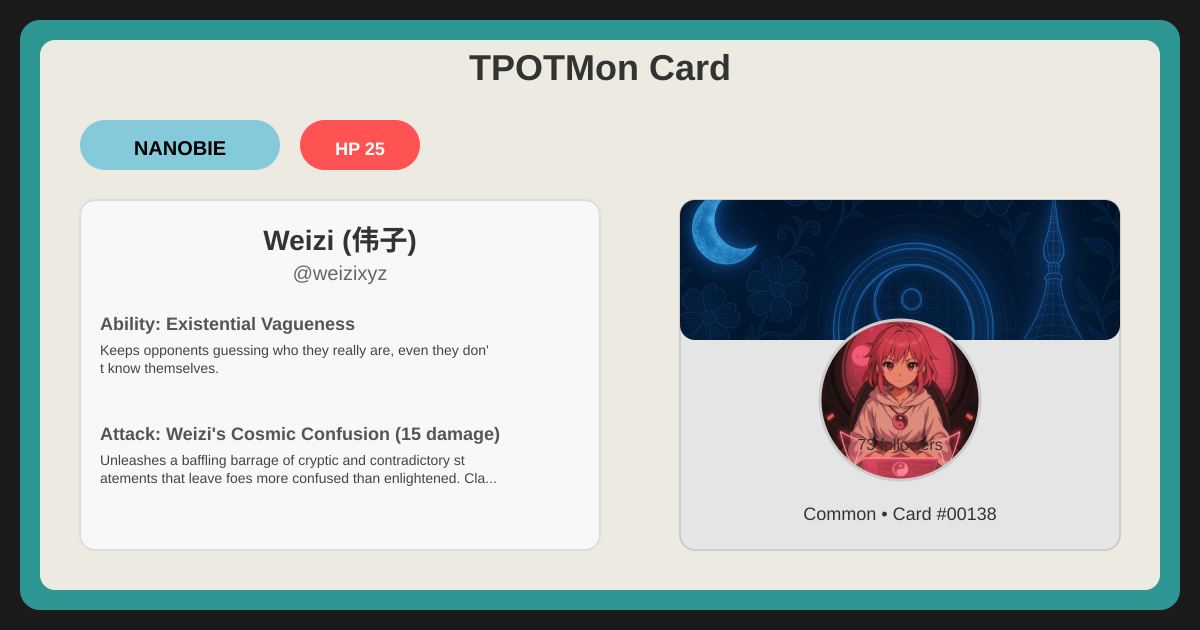 TPOTMon Card
NANOBIE
HP 25
Weizi (伟子)
@weizixyz
Ability: Existential Vagueness
Keeps opponents guessing who they really are, even they don'
t know themselves.
Attack: Weizi's Cosmic Confusion (15 damage)
Unleashes a baffling barrage of cryptic and contradictory st
atements that leave foes more confused than enlightened. Cla...
73 followers
Common • Card #00138